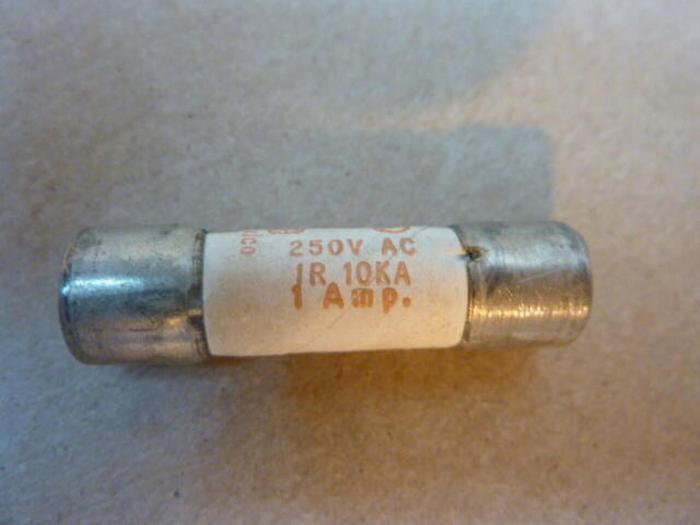 250V AC
IR 10KA
1 Amp.